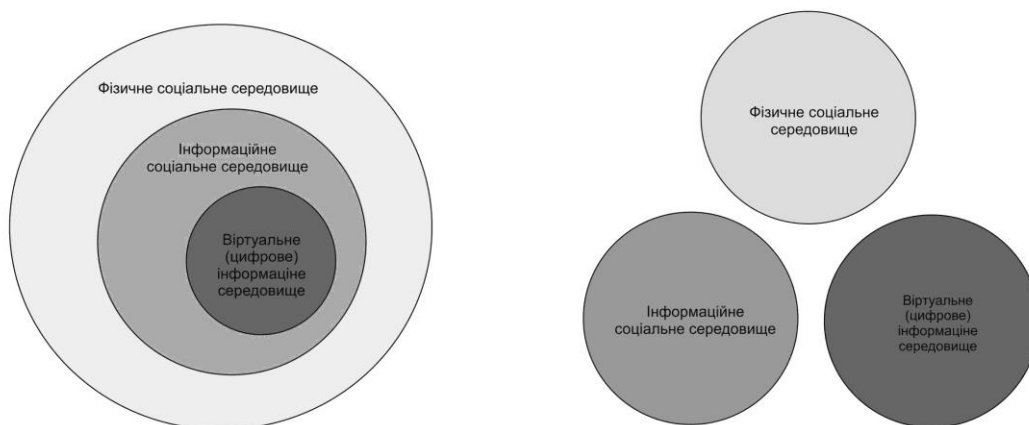 Фізичне соціальне середовище
Інформаційне
соціальне середовище
Віртуальне
(цифрове)
інформаціне
середовище
Фізичне соціальне
середовище
Інформаційне
соціальне середовище
Віртуальне
(цифрове)
інформаціне
середовище